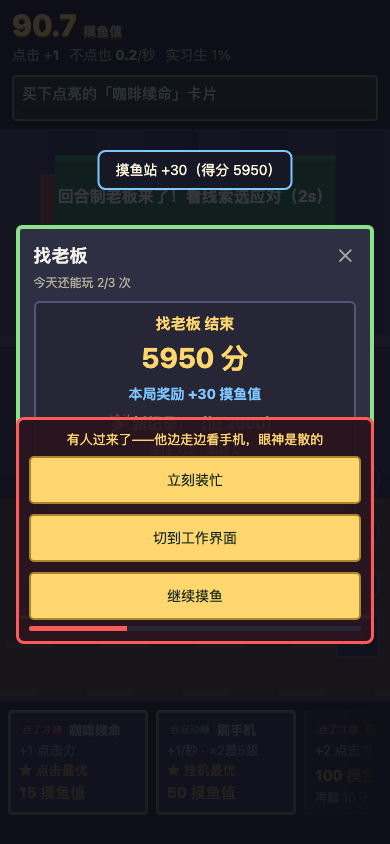 90.7 摸鱼值
点击 +1 不点也 0.2/秒 实习生 1%
买下点亮的「咖啡续命」卡片
摸鱼站 +30（得分 5950）
回合制老板来了！看线索选应对（2s）
找老板
今天还能玩 2/3 次
找老板 结束
5950 分
本局奖励 +30 摸鱼值
有人过来了——他边走边看手机，眼神是散的
立刻装忙
切到工作界面
继续摸鱼
点了才赚 咖啡续命
+1 点击力
★ 点击最优
15 摸鱼值
会自动赚 刷手机
+1/秒 · ×2差5级
★ 挂机最优
50 摸鱼值
点了才赚
+2 点击
100 摸鱼
再戳 10